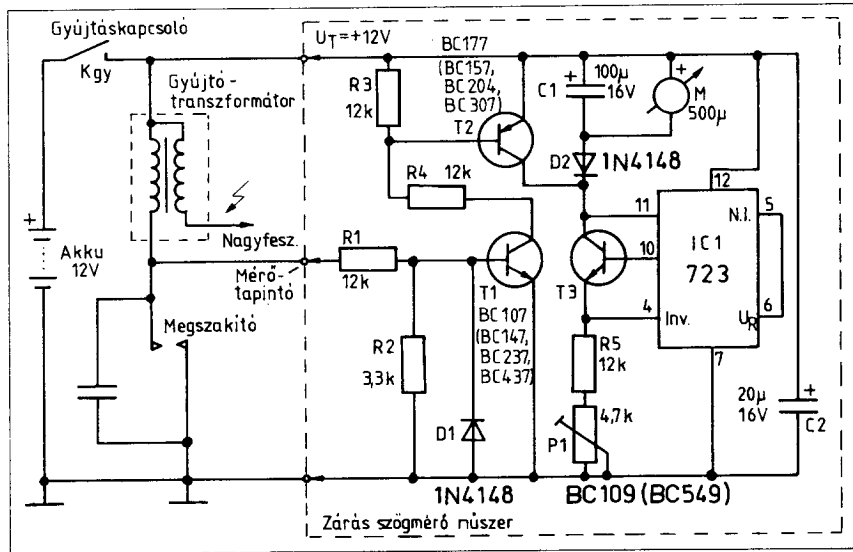 Gyújtáskapcsoló
Kgy
Gyújtó-
transzformátor
Nagyfesz.
Akku
12V
Megszakító
Mérő-
tapintó
U_T=+12V
R3
12k
R4 12k
R1
12k
R2
3,3k
D1
1N4148
BC177
(BC157,
BC204,
BC307)
T2
T1
BC107
(BC147,
BC237,
BC437)
100µ
16V
C1
M
500µ
D2
1N4148
T3
R5
12k
4,7k
P1
BC109 (BC549)
12
11
N.I.
5
10
IC1
723
4
Inv.
U_R
6
7
20µ
16V
C2
Zárás szögmérő műszer